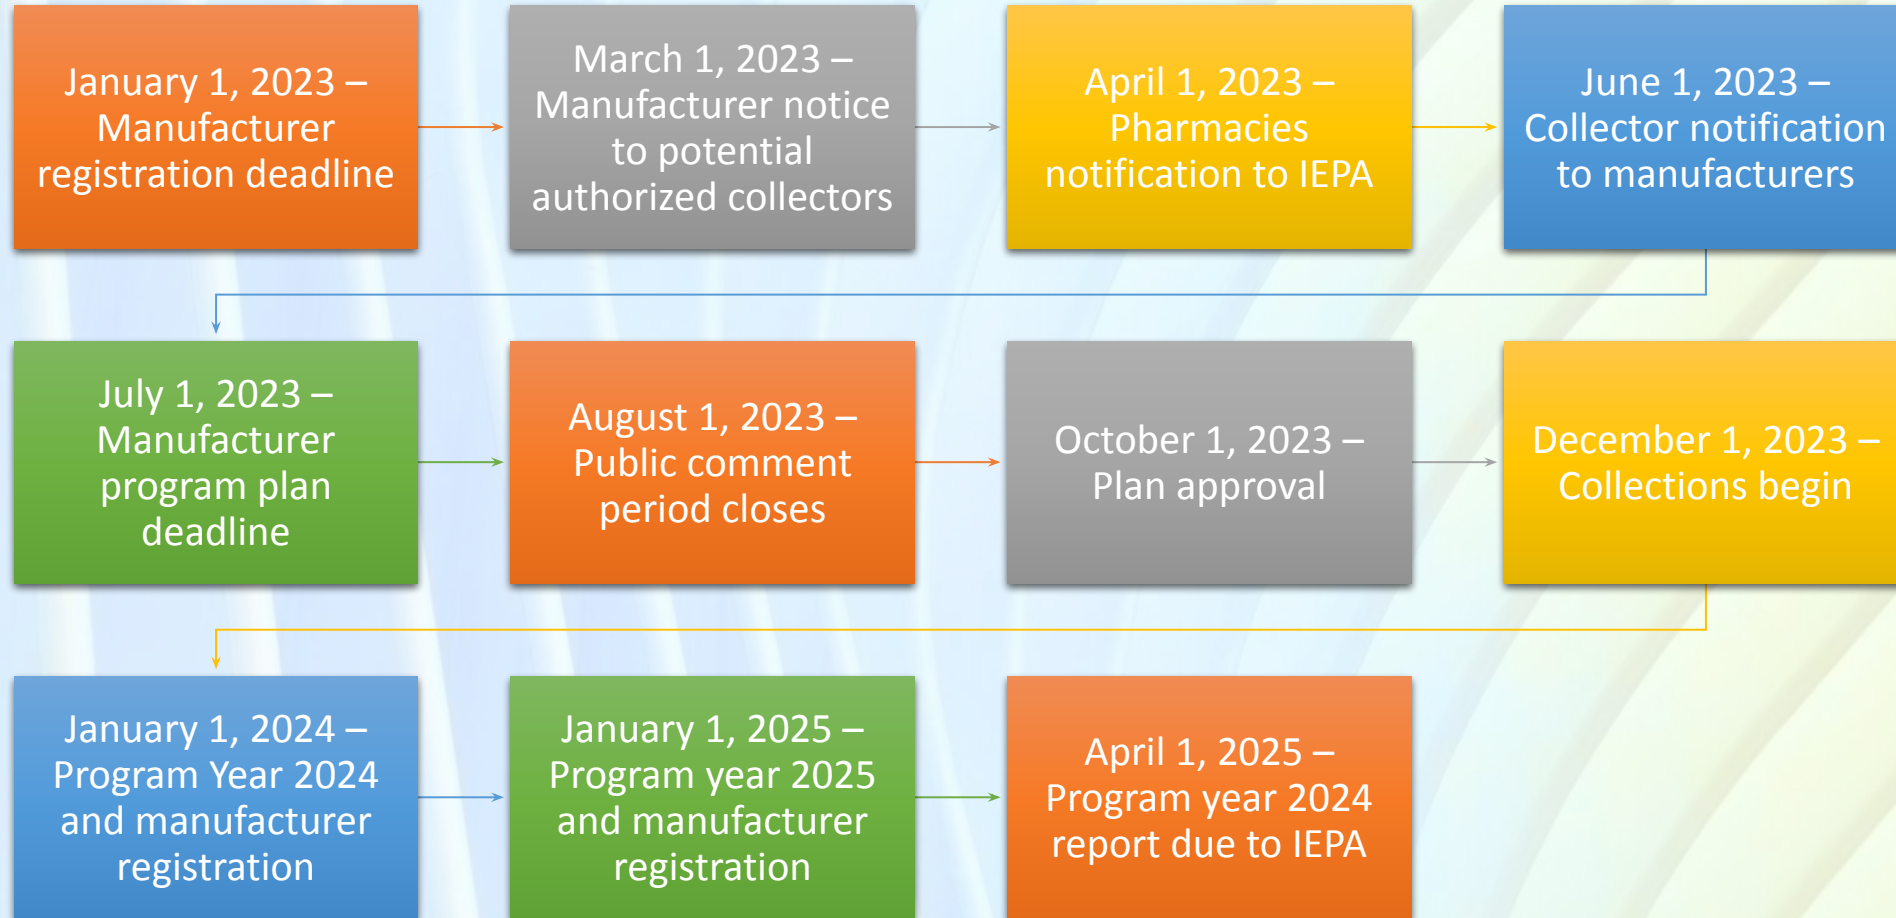 January 1, 2023 –
Manufacturer
registration deadline
March 1, 2023 –
Manufacturer notice
to potential
authorized collectors
April 1, 2023 –
Pharmacies
notification to IEPA
June 1, 2023 –
Collector notification
to manufacturers
July 1, 2023 –
Manufacturer
program plan
deadline
August 1, 2023 –
Public comment
period closes
October 1, 2023 –
Plan approval
December 1, 2023 –
Collections begin
January 1, 2024 –
Program Year 2024
and manufacturer
registration
January 1, 2025 –
Program year 2025
and manufacturer
registration
April 1, 2025 –
Program year 2024
report due to IEPA